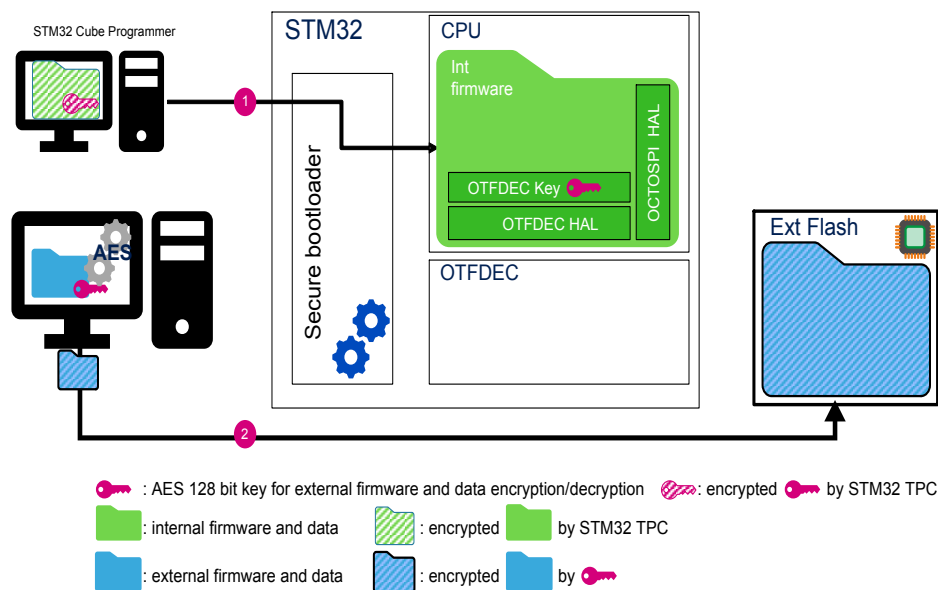 STM32 Cube Programmer
STM32
CPU
Int
firmware
1
OCTOSPI HAL
OTFDEC Key
OTFDEC HAL
Secure bootloader
AES
OTFDEC
Ext Flash
2
: AES 128 bit key for external firmware and data encryption/decryption : encrypted by STM32 TPC
: internal firmware and data : encrypted by STM32 TPC
: external firmware and data : encrypted by